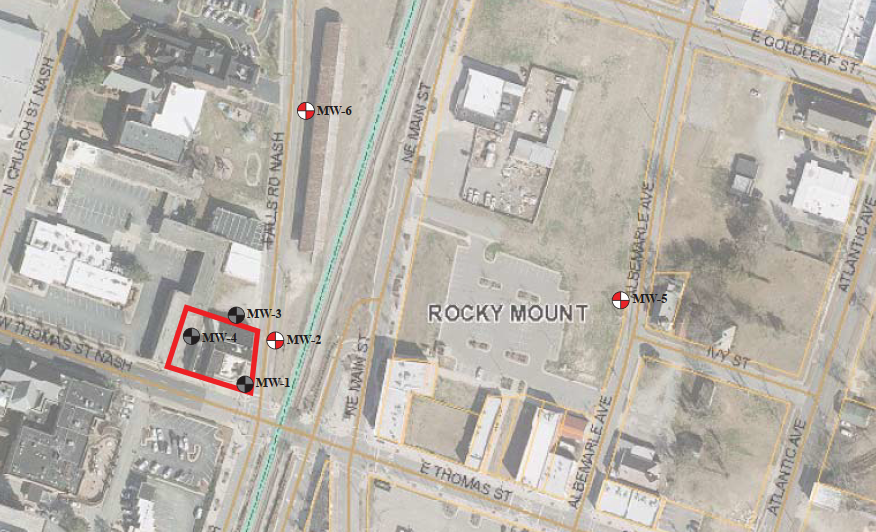 E GOLDLEAF ST,
N CHURCH ST NASH
NE MAIN ST
MW-6
FALLS RD NASH
ALBEMARLE AVE
ATLANTIC AVE
MW-5
MW-3
ROCKY MOUNT
MW-4
MW-2
W THOMAS ST NASH
IVY ST
NE MAIN ST
MW-1
ALBEMARLE AVE
ATLANTIC AVE
E THOMAS ST
R